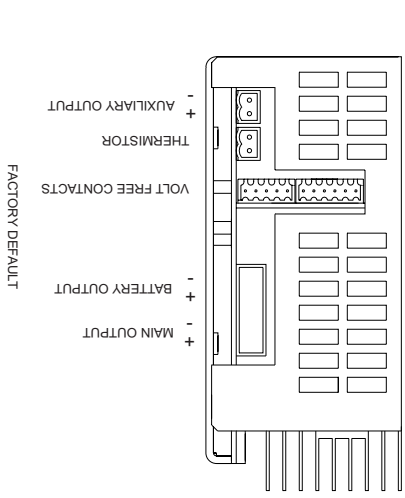 +
MAIN OUTPUT
-
+
BATTERY OUTPUT
-
VOLT FREE CONTACTS
THERMISTOR
+
AUXILIARY OUTPUT
-
FACTORY DEFAULT